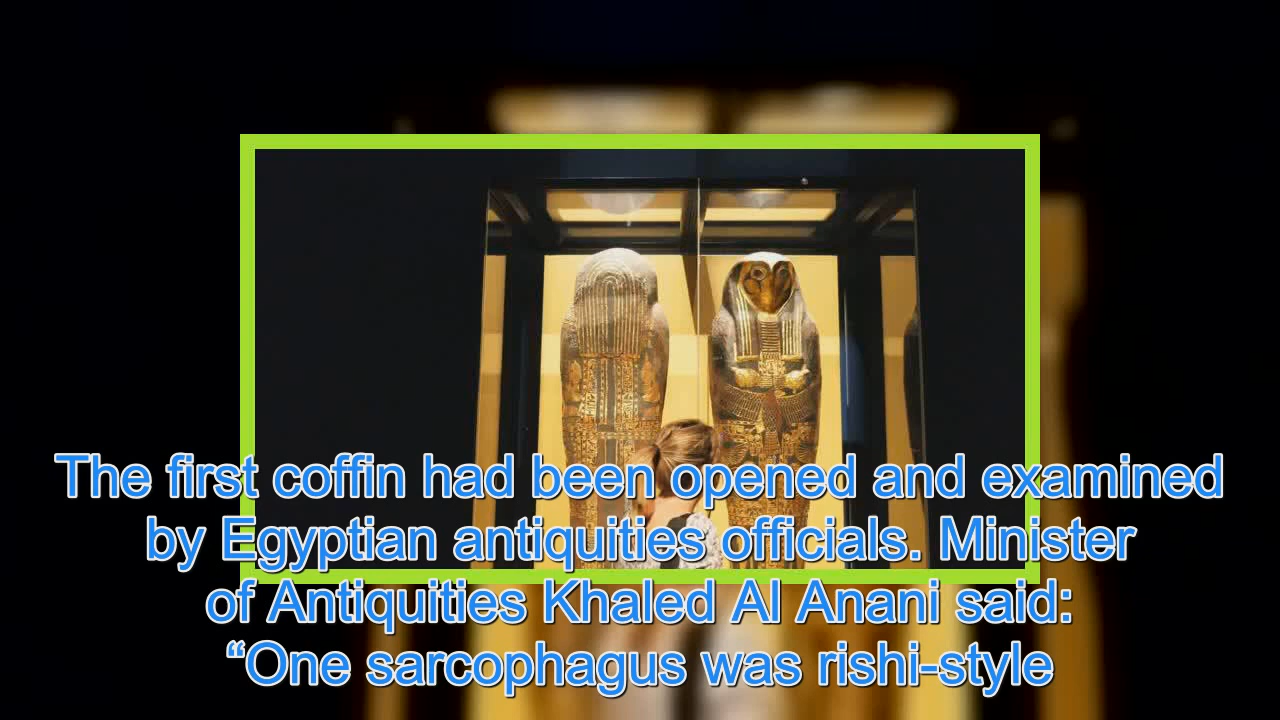 The first coffin had been opened and examined
by Egyptian antiquities officials. Minister
of Antiquities Khaled Al Anani said:
“One sarcophagus was rishi-style